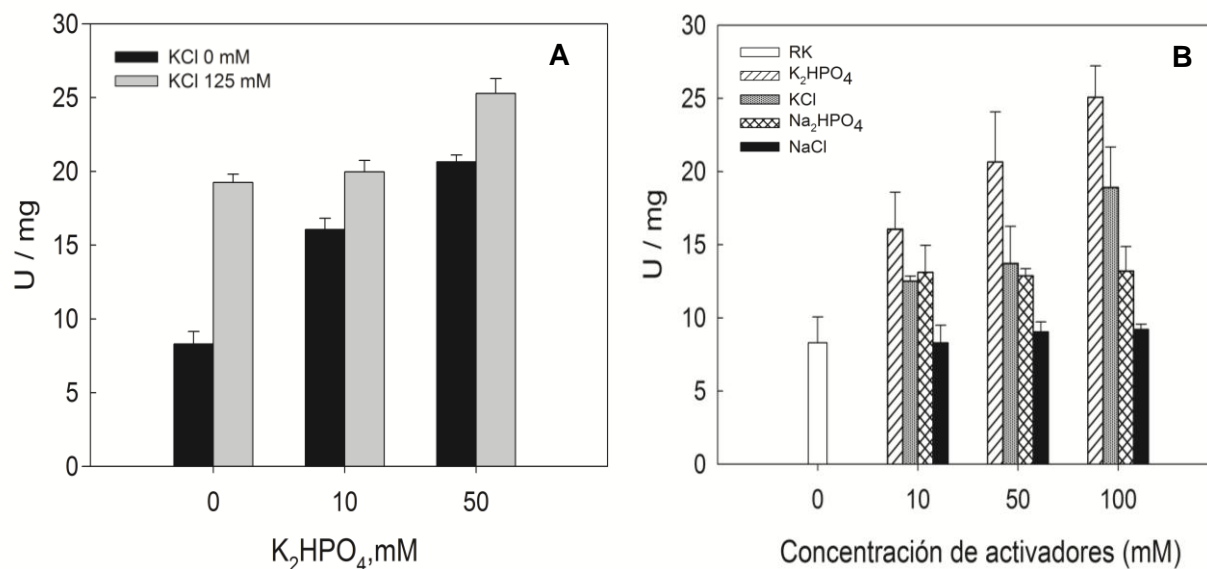 A
KCl 0 mM
KCl 125 mM
U / mg
30
25
20
15
10
5
0
0 10 50
K₂HPO₄,mM
B
RK
K₂HPO₄
KCl
Na₂HPO₄
NaCl
U / mg
30
25
20
15
10
5
0
0 10 50 100
Concentración de activadores (mM)